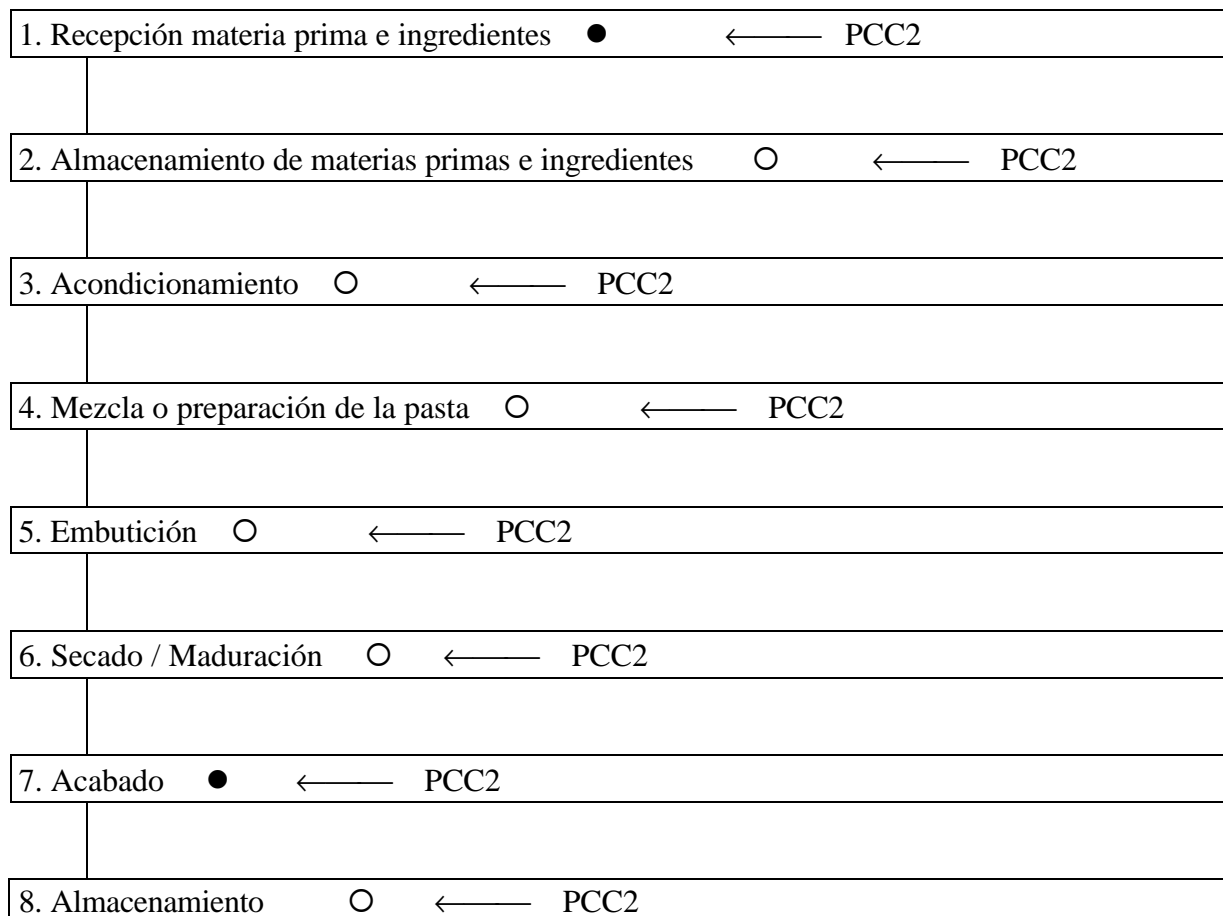 1. Recepción materia prima e ingredientes ● ← PCC2
2. Almacenamiento de materias primas e ingredientes ○ ← PCC2
3. Acondicionamiento ○ ← PCC2
4. Mezcla o preparación de la pasta ○ ← PCC2
5. Embutición ○ ← PCC2
6. Secado / Maduración ○ ← PCC2
7. Acabado ● ← PCC2
8. Almacenamiento ○ ← PCC2